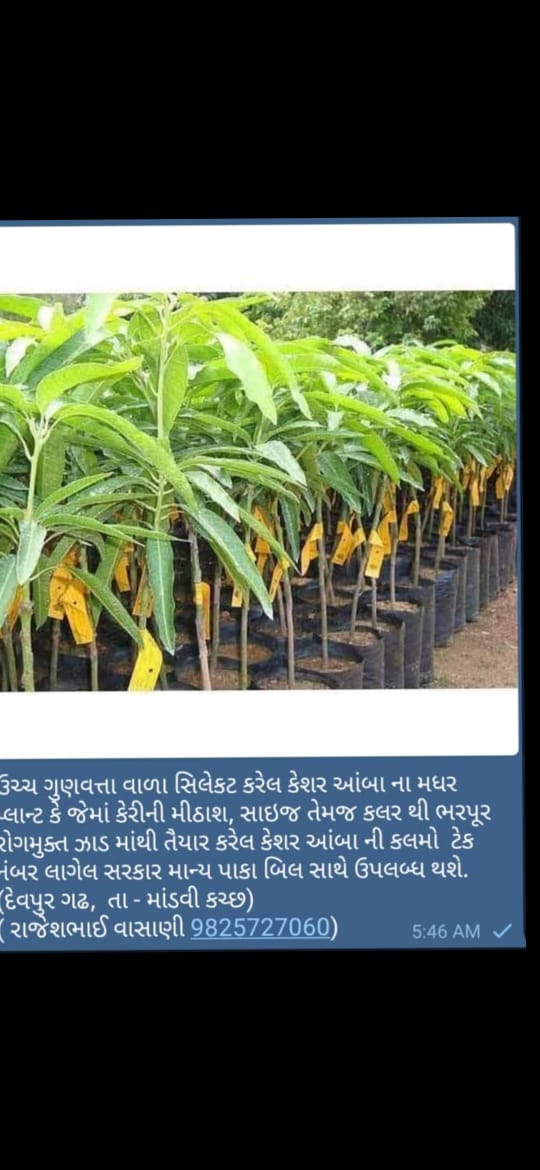 ઉચ્ચ ગુણવત્તા વાળા સિલેકટ કરેલ કેશર આંબા ના મધર
પ્લાન્ટ કે જેમાં કેરીની મીઠાશ, સાઇજ તેમજ કલર થી ભરપૂર
રોગમુક્ત ઝાડ માંથી તૈયાર કરેલ કેશર આંબા ની કલમો ટેક
નંબર લાગેલ સરકાર માન્ય પાકા બિલ સાથે ઉપલબ્ધ થશે.
(દેવપુર ગઢ, તા - માંડવી કચ્છ)
( રાજેશભાઈ વાસાણી 9825727060)
5:46 AM